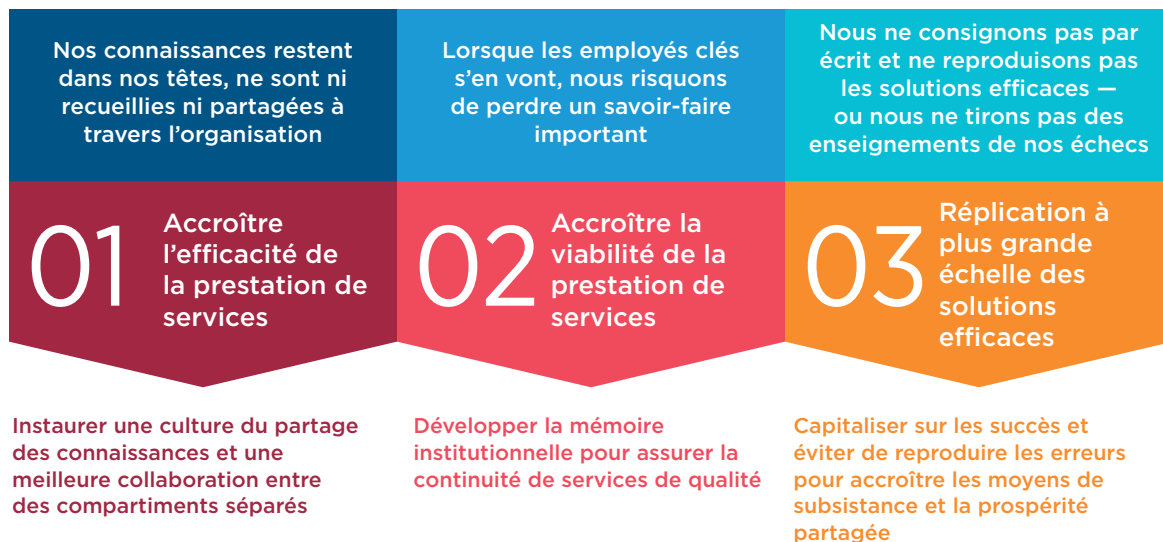 Nos connaissances restent
dans nos têtes, ne sont ni
recueillies ni partagées à
travers l’organisation
Lorsque les employés clés
s’en vont, nous risquons
de perdre un savoir-faire
important
Nous ne consignons pas par
écrit et ne reproduisons pas
les solutions efficaces —
ou nous ne tirons pas des
enseignements de nos échecs
01
Accroître
l’efficacité de
la prestation de
services
02
Accroître la
viabilité de la
prestation de
services
03
Réplication à
plus grande
échelle des
solutions
efficaces
Instaurer une culture du partage
des connaissances et une
meilleure collaboration entre
des compartiments séparés
Développer la mémoire
institutionnelle pour assurer la
continuité de services de qualité
Capitaliser sur les succès et
éviter de reproduire les erreurs
pour accroître les moyens de
subsistance et la prospérité
partagée